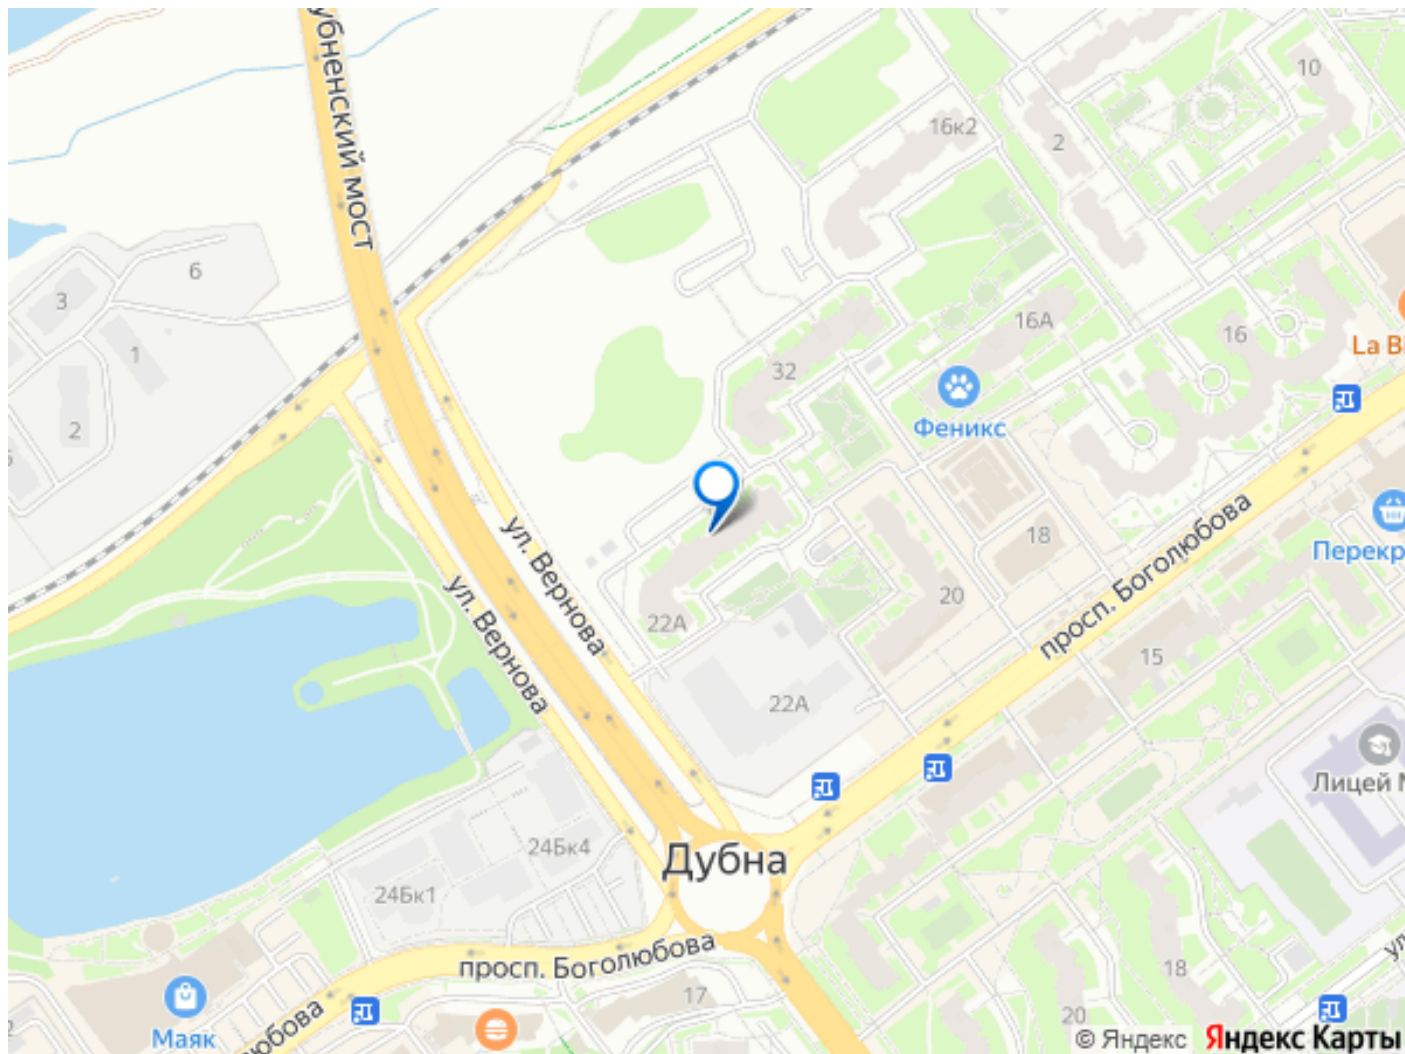 убненский мост
10
16к2
2
6
3
1
2
32
16А
16
La B
Феникс
ул. Вернова
ул. Вернова
просп. Боголюбова
Перекр
18
20
22А
15
22А
Лицей
Дубна
24Бк4
24Бк1
просп. Боголюбова
17
18
20
Маяк
юбова
© Яндекс
Яндекс Карты